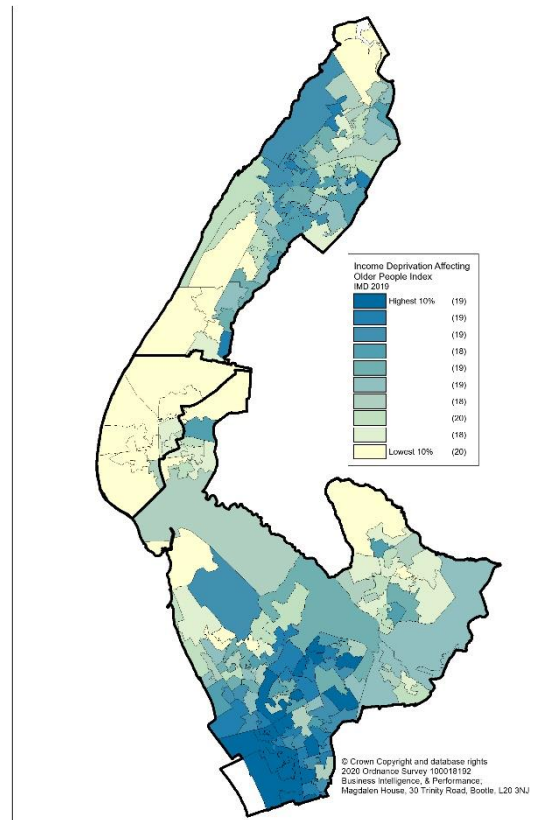 Income Deprivation Affecting
Older People Index
IMD 2019
Highest 10% (19)
(19)
(19)
(18)
(19)
(19)
(18)
(20)
(18)
Lowest 10% (20)
© Crown Copyright and database rights
2020 Ordnance Survey 100018192
Business Intelligence, & Performance,
Magdalen House, 30 Trinity Road, Bootle, L20 3NJ